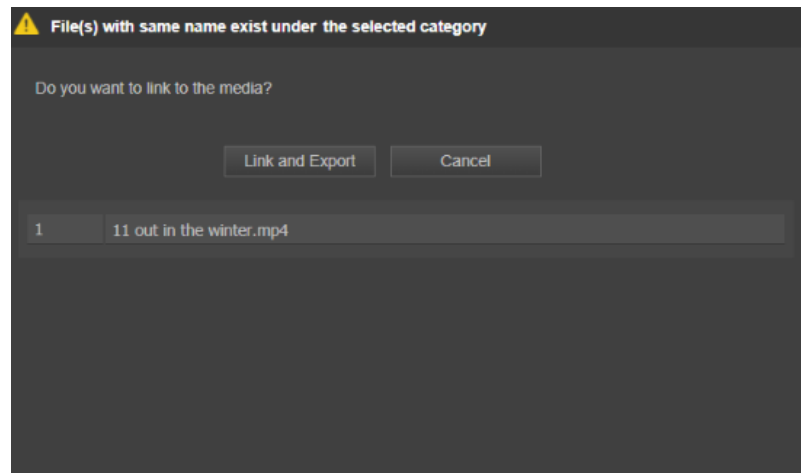 File(s) with same name exist under the selected category
Do you want to link to the media?
Link and Export Cancel
1 11 out in the winter.mp4